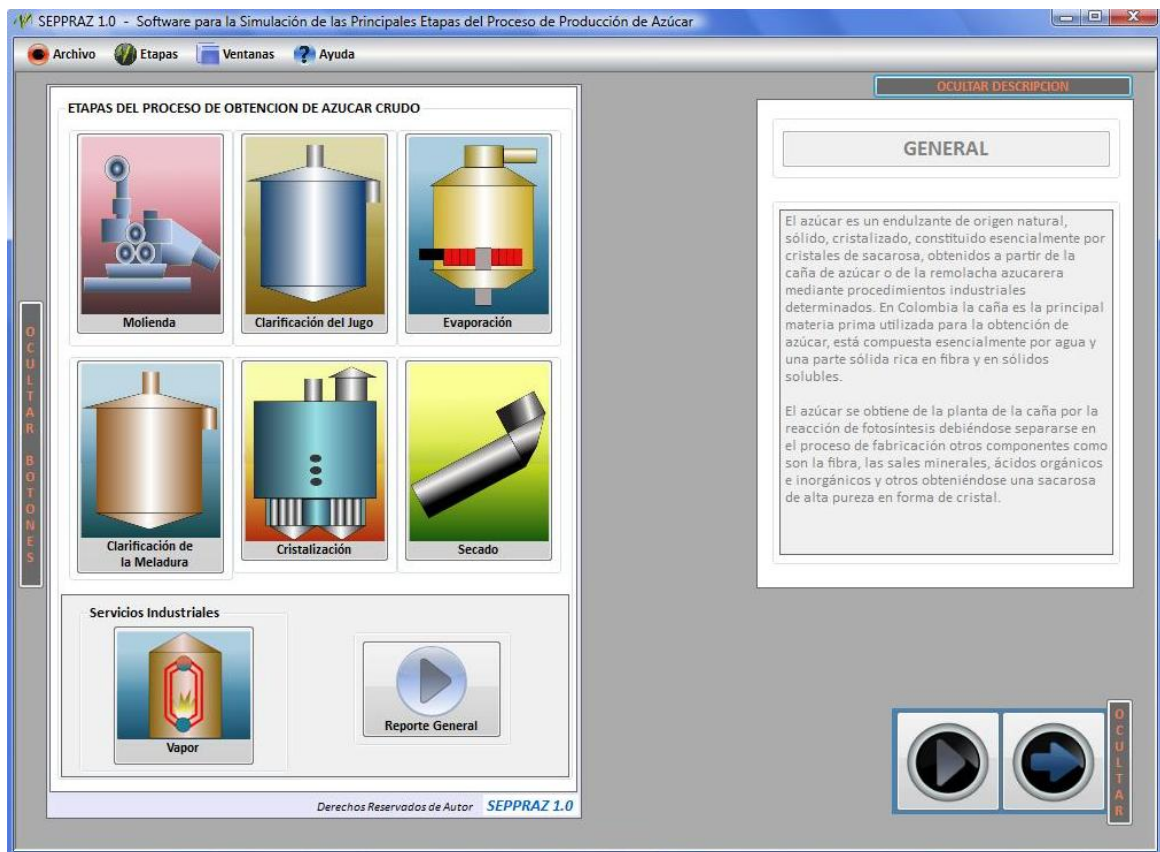 SEPPRAZ 1.0 - Software para la Simulación de las Principales Etapas del Proceso de Producción de Azúcar
Archivo Etapas Ventanas Ayuda
OCULTAR DESCRIPCION
ETAPAS DEL PROCESO DE OBTENCION DE AZUCAR CRUDO
Molienda
Clarificación del Jugo
Evaporación
Clarificación de
la Meladura
Cristalización
Secado
OCULTAR BOTONES
Servicios Industriales
Vapor
Reporte General
Derechos Reservados de Autor SEPPRAZ 1.0
GENERAL
El azúcar es un endulzante de origen natural,
sólido, cristalizado, constituido esencialmente por
cristales de sacarosa, obtenidos a partir de la
caña de azúcar o de la remolacha azucarera
mediante procedimientos industriales
determinados. En Colombia la caña es la principal
materia prima utilizada para la obtención de
azúcar, está compuesta esencialmente por agua y
una parte sólida rica en fibra y en sólidos
solubles.
El azúcar se obtiene de la planta de la caña por la
reacción de fotosíntesis debiéndose separarse en
el proceso de fabricación otros componentes como
son la fibra, las sales minerales, ácidos orgánicos
e inorgánicos y otros obteniéndose una sacarosa
de alta pureza en forma de cristal.
OCULTAR